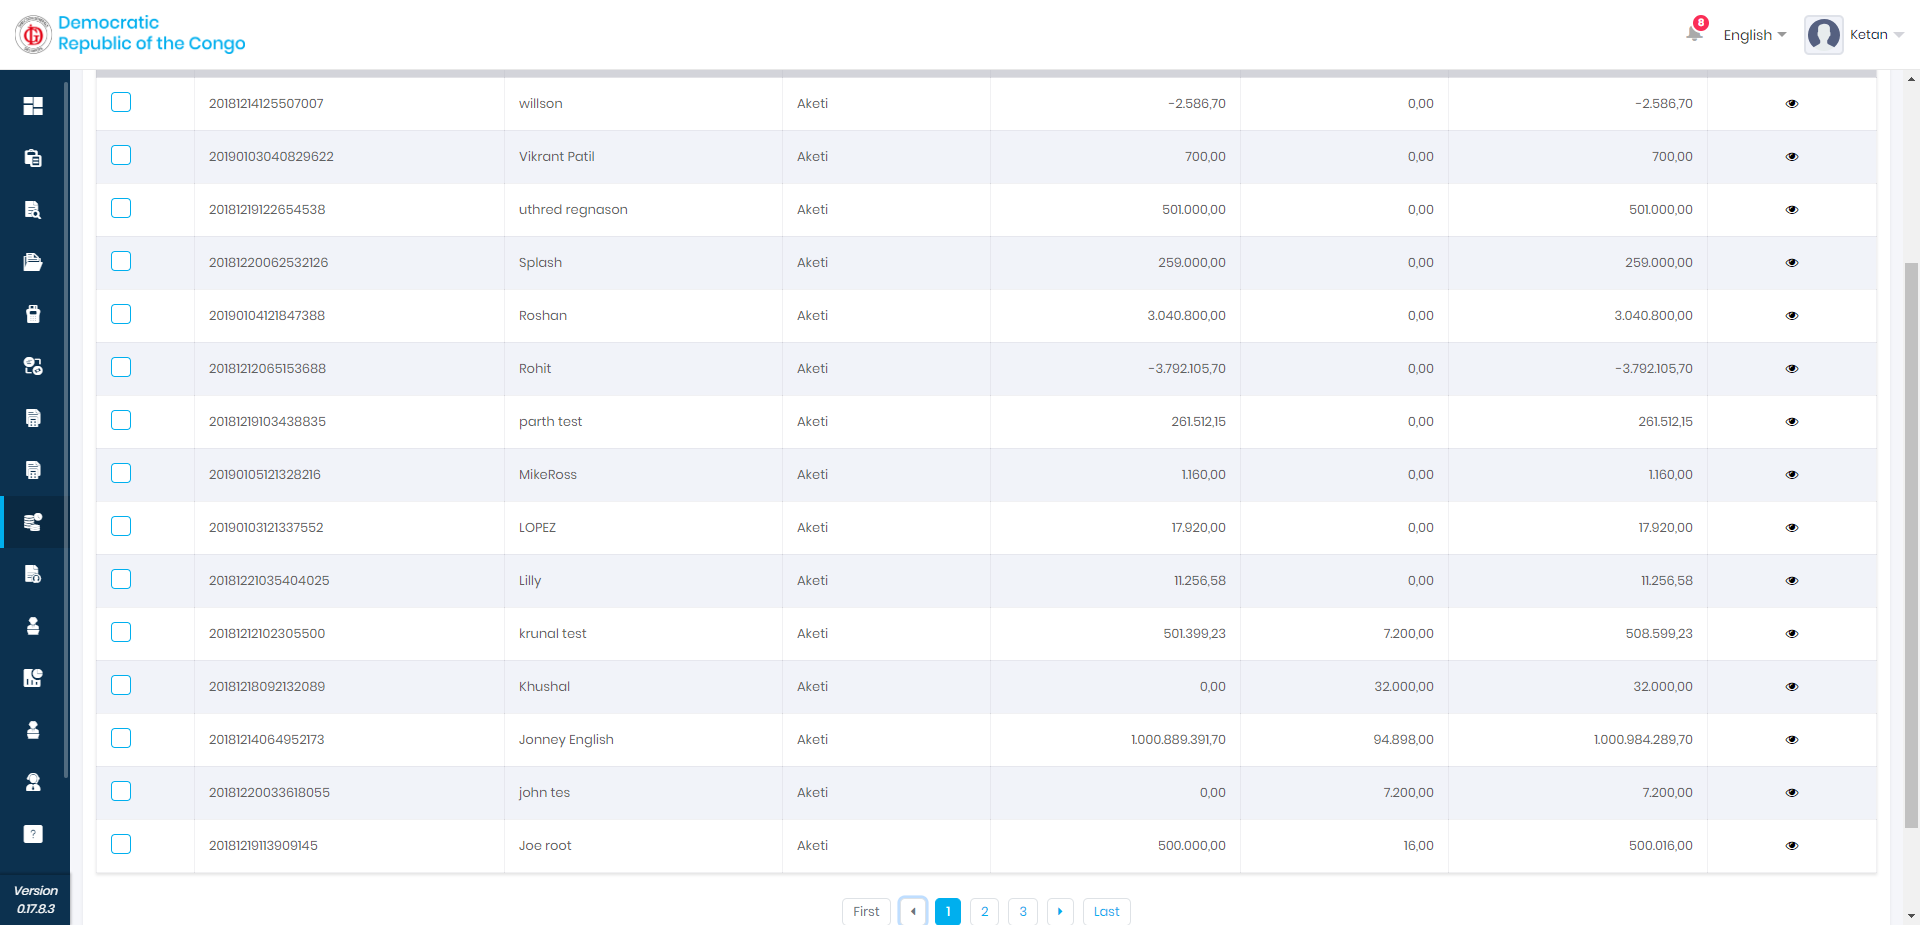 Democratic
Republic of the Congo
8
English
Ketan
20181214125507007 willson Aketi -2.586,70 0,00 -2.586,70
20190103040829622 Vikrant Patil Aketi 700,00 0,00 700,00
20181219122654538 uthred regnason Aketi 501.000,00 0,00 501.000,00
20181220062532126 Splash Aketi 259.000,00 0,00 259.000,00
20190104121847388 Roshan Aketi 3.040.800,00 0,00 3.040.800,00
20181212065153688 Rohit Aketi -3.792.105,70 0,00 -3.792.105,70
20181219103438835 parth test Aketi 261.512,15 0,00 261.512,15
20190105121328216 MikeRoss Aketi 1.160,00 0,00 1.160,00
20190103121337552 LOPEZ Aketi 17.920,00 0,00 17.920,00
20181221035404025 Lilly Aketi 11.256,58 0,00 11.256,58
20181212102305500 krunal test Aketi 501.399,23 7.200,00 508.599,23
20181218092132089 Khushal Aketi 0,00 32.000,00 32.000,00
20181214064952173 Jonney English Aketi 1.000.889.391,70 94.898,00 1.000.984.289,70
20181220033618055 john tes Aketi 0,00 7.200,00 7.200,00
20181219113909145 Joe root Aketi 500.000,00 16,00 500.016,00
?
Version
0.17.8.3
First 1 2 3 Last